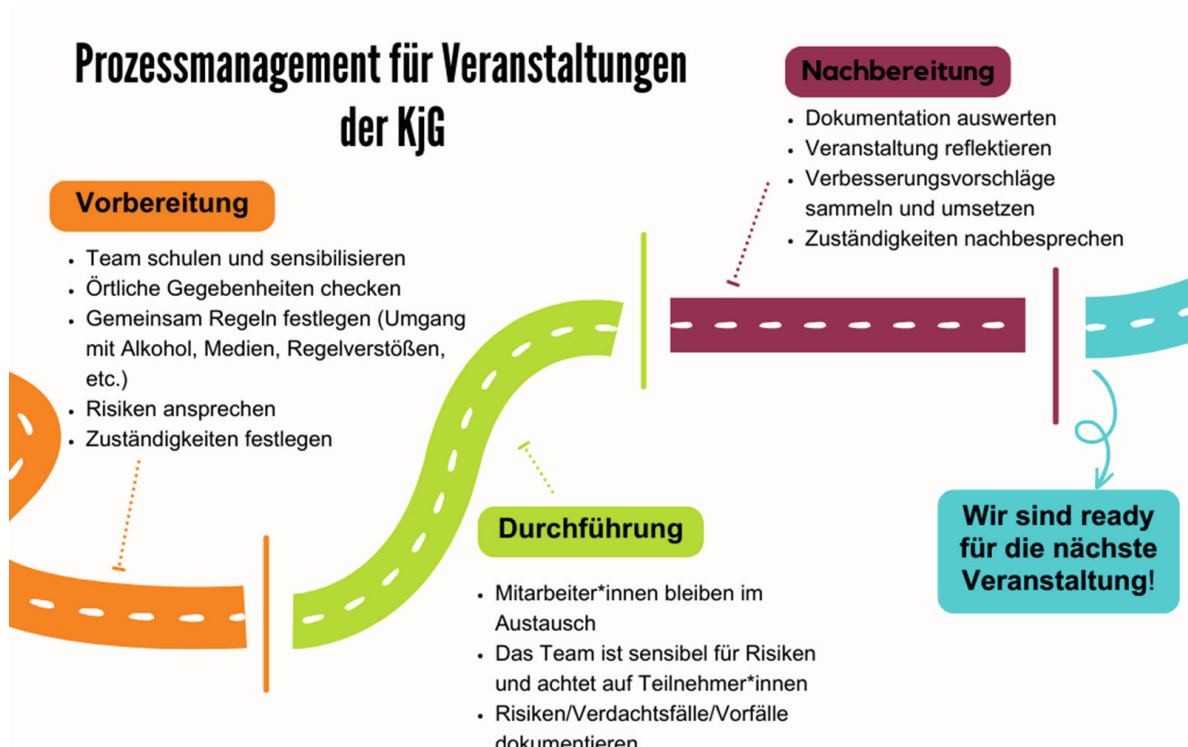 Prozessmanagement für Veranstaltungen
der KjG
Vorbereitung
• Team schulen und sensibilisieren
• Örtliche Gegebenheiten checken
• Gemeinsam Regeln festlegen (Umgang
mit Alkohol, Medien, Regelverstößen,
etc.)
• Risiken ansprechen
• Zuständigkeiten festlegen
Durchführung
• Mitarbeiter*innen bleiben im
Austausch
• Das Team ist sensibel für Risiken
und achtet auf Teilnehmer*innen
• Risiken/Verdachtsfälle/Vorfälle
dokumentieren
Nachbereitung
• Dokumentation auswerten
• Veranstaltung reflektieren
• Verbesserungsvorschläge
sammeln und umsetzen
• Zuständigkeiten nachbesprechen
Wir sind ready
für die nächste
Veranstaltung!